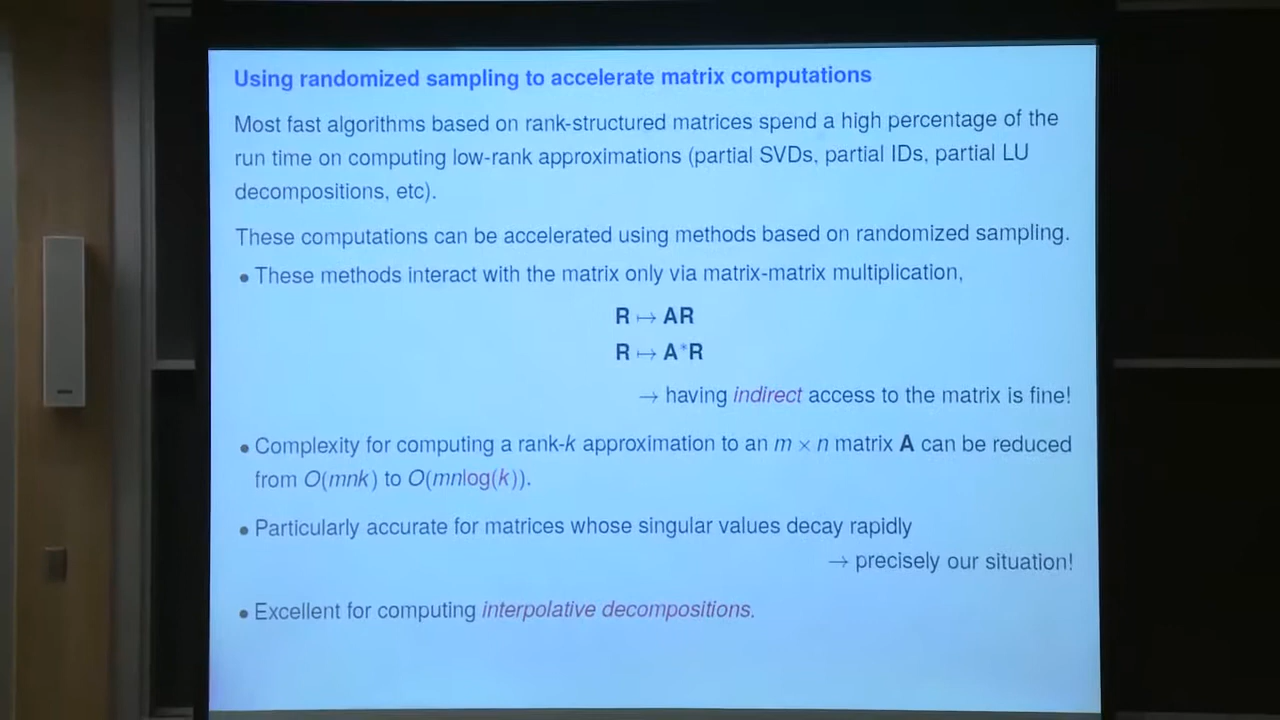 Using randomized sampling to accelerate matrix computations
Most fast algorithms based on rank-structured matrices spend a high percentage of the
run time on computing low-rank approximations (partial SVDs, partial IDs, partial LU
decompositions, etc).
These computations can be accelerated using methods based on randomized sampling.
• These methods interact with the matrix only via matrix-matrix multiplication,
R ↦ AR
R ↦ A*R
→ having indirect access to the matrix is fine!
• Complexity for computing a rank-k approximation to an m × n matrix A can be reduced
from O(mnk) to O(mnlog(k)).
• Particularly accurate for matrices whose singular values decay rapidly
→ precisely our situation!
• Excellent for computing interpolative decompositions.